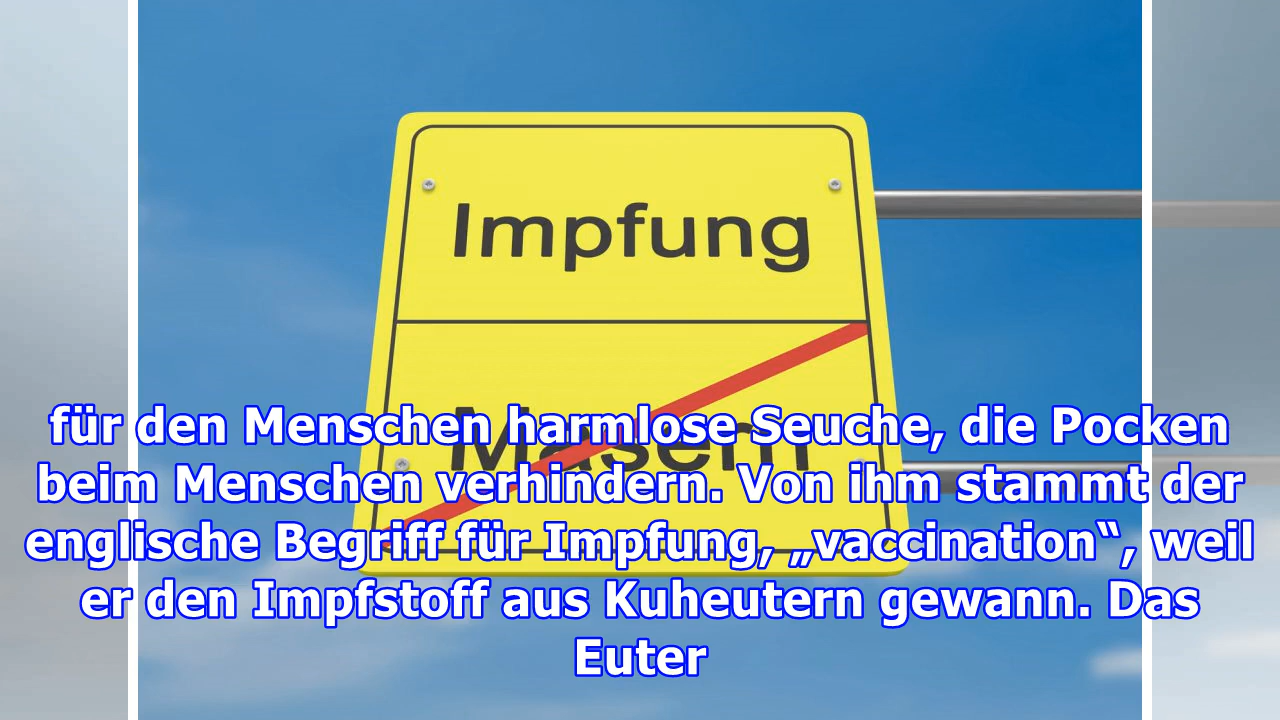 Impfung
Masern
für den Menschen harmlose Seuche, die Pocken
beim Menschen verhindern. Von ihm stammt der
englische Begriff für Impfung, „vaccination“, weil
er den Impfstoff aus Kuheutern gewann. Das
Euter